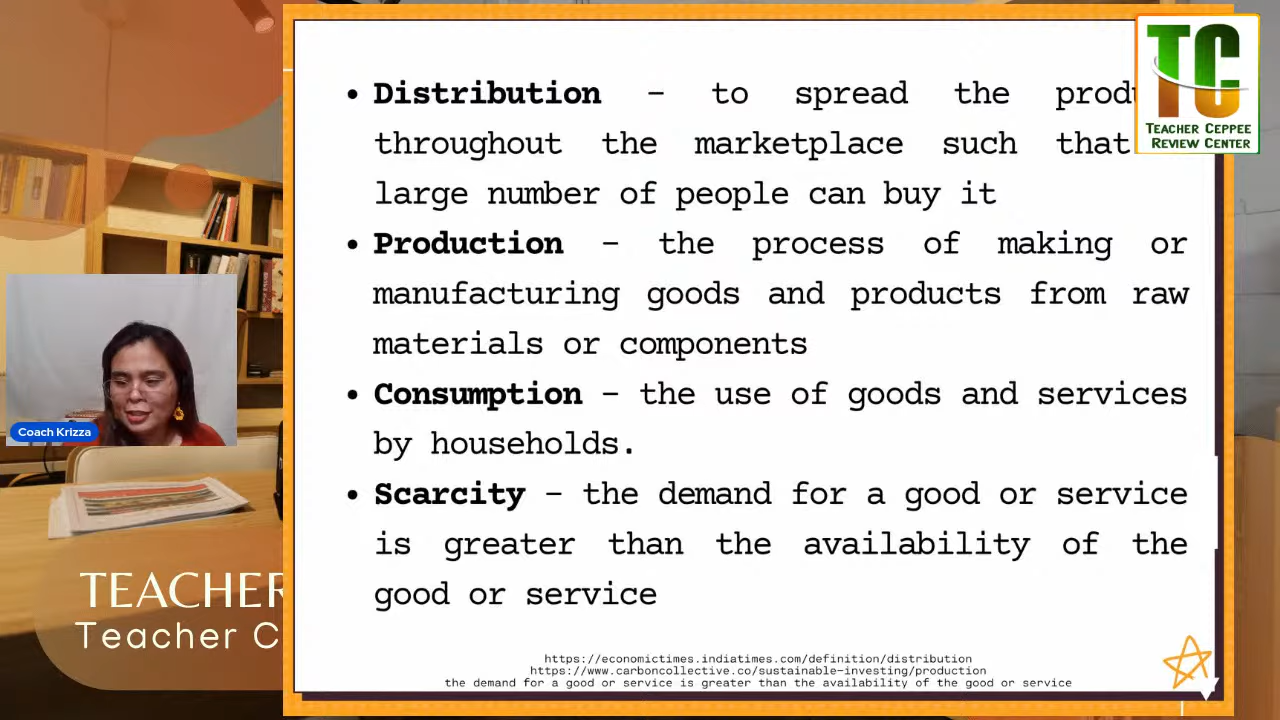 • Distribution – to spread the
throughout the marketplace such that
large number of people can buy it
• Production – the process of making or
manufacturing goods and products from raw
materials or components
• Consumption – the use of goods and services
by households.
• Scarcity – the demand for a good or service
is greater than the availability of the
good or service
https://economictimes.indiatimes.com/definition/distribution
https://www.carboncollective.co/sustainable-investing/production
the demand for a good or service is greater than the availability of the good or service
TC
TEACHER CEPPEE
REVIEW CENTER
Coach Krizza
TEACHER
Teacher C